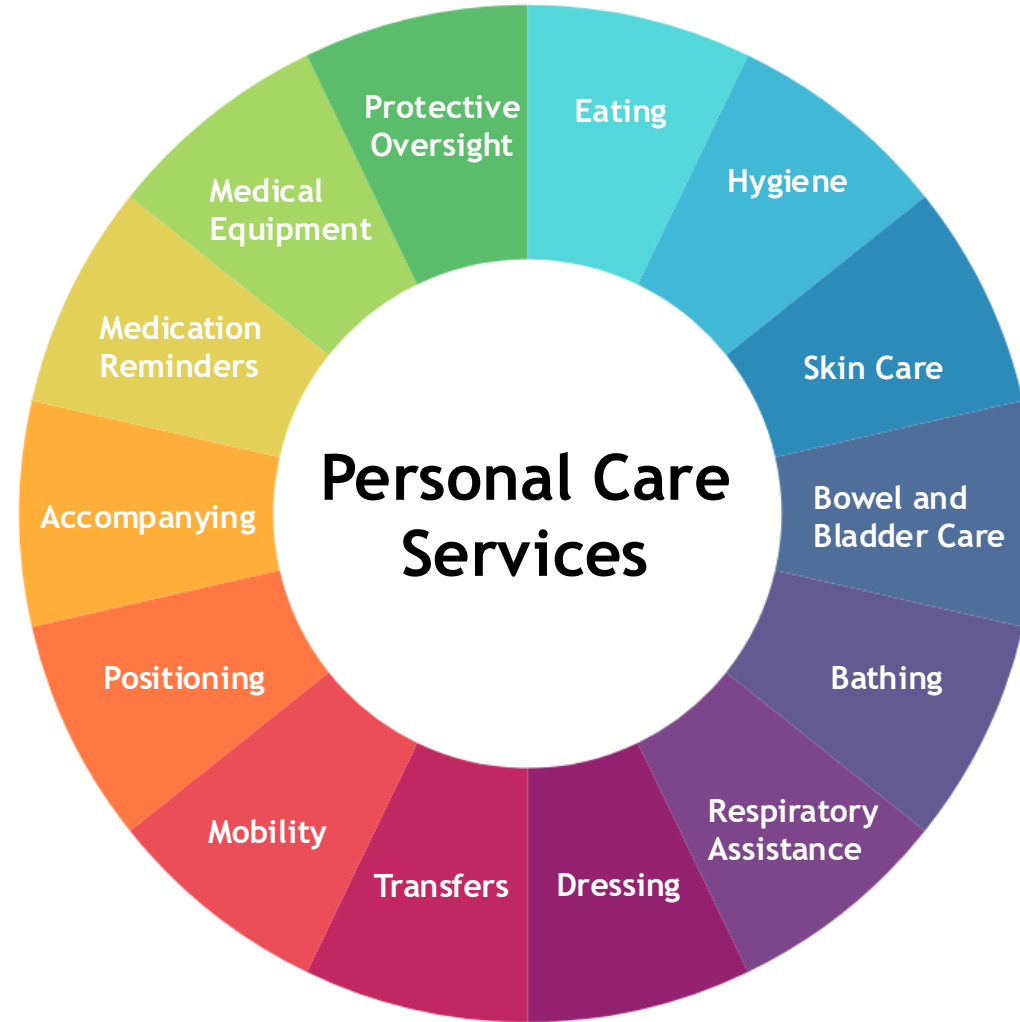 Personal Care
Services
Eating
Hygiene
Skin Care
Bowel and
Bladder Care
Bathing
Respiratory
Assistance
Dressing
Transfers
Mobility
Positioning
Accompanying
Medication
Reminders
Medical
Equipment
Protective
Oversight